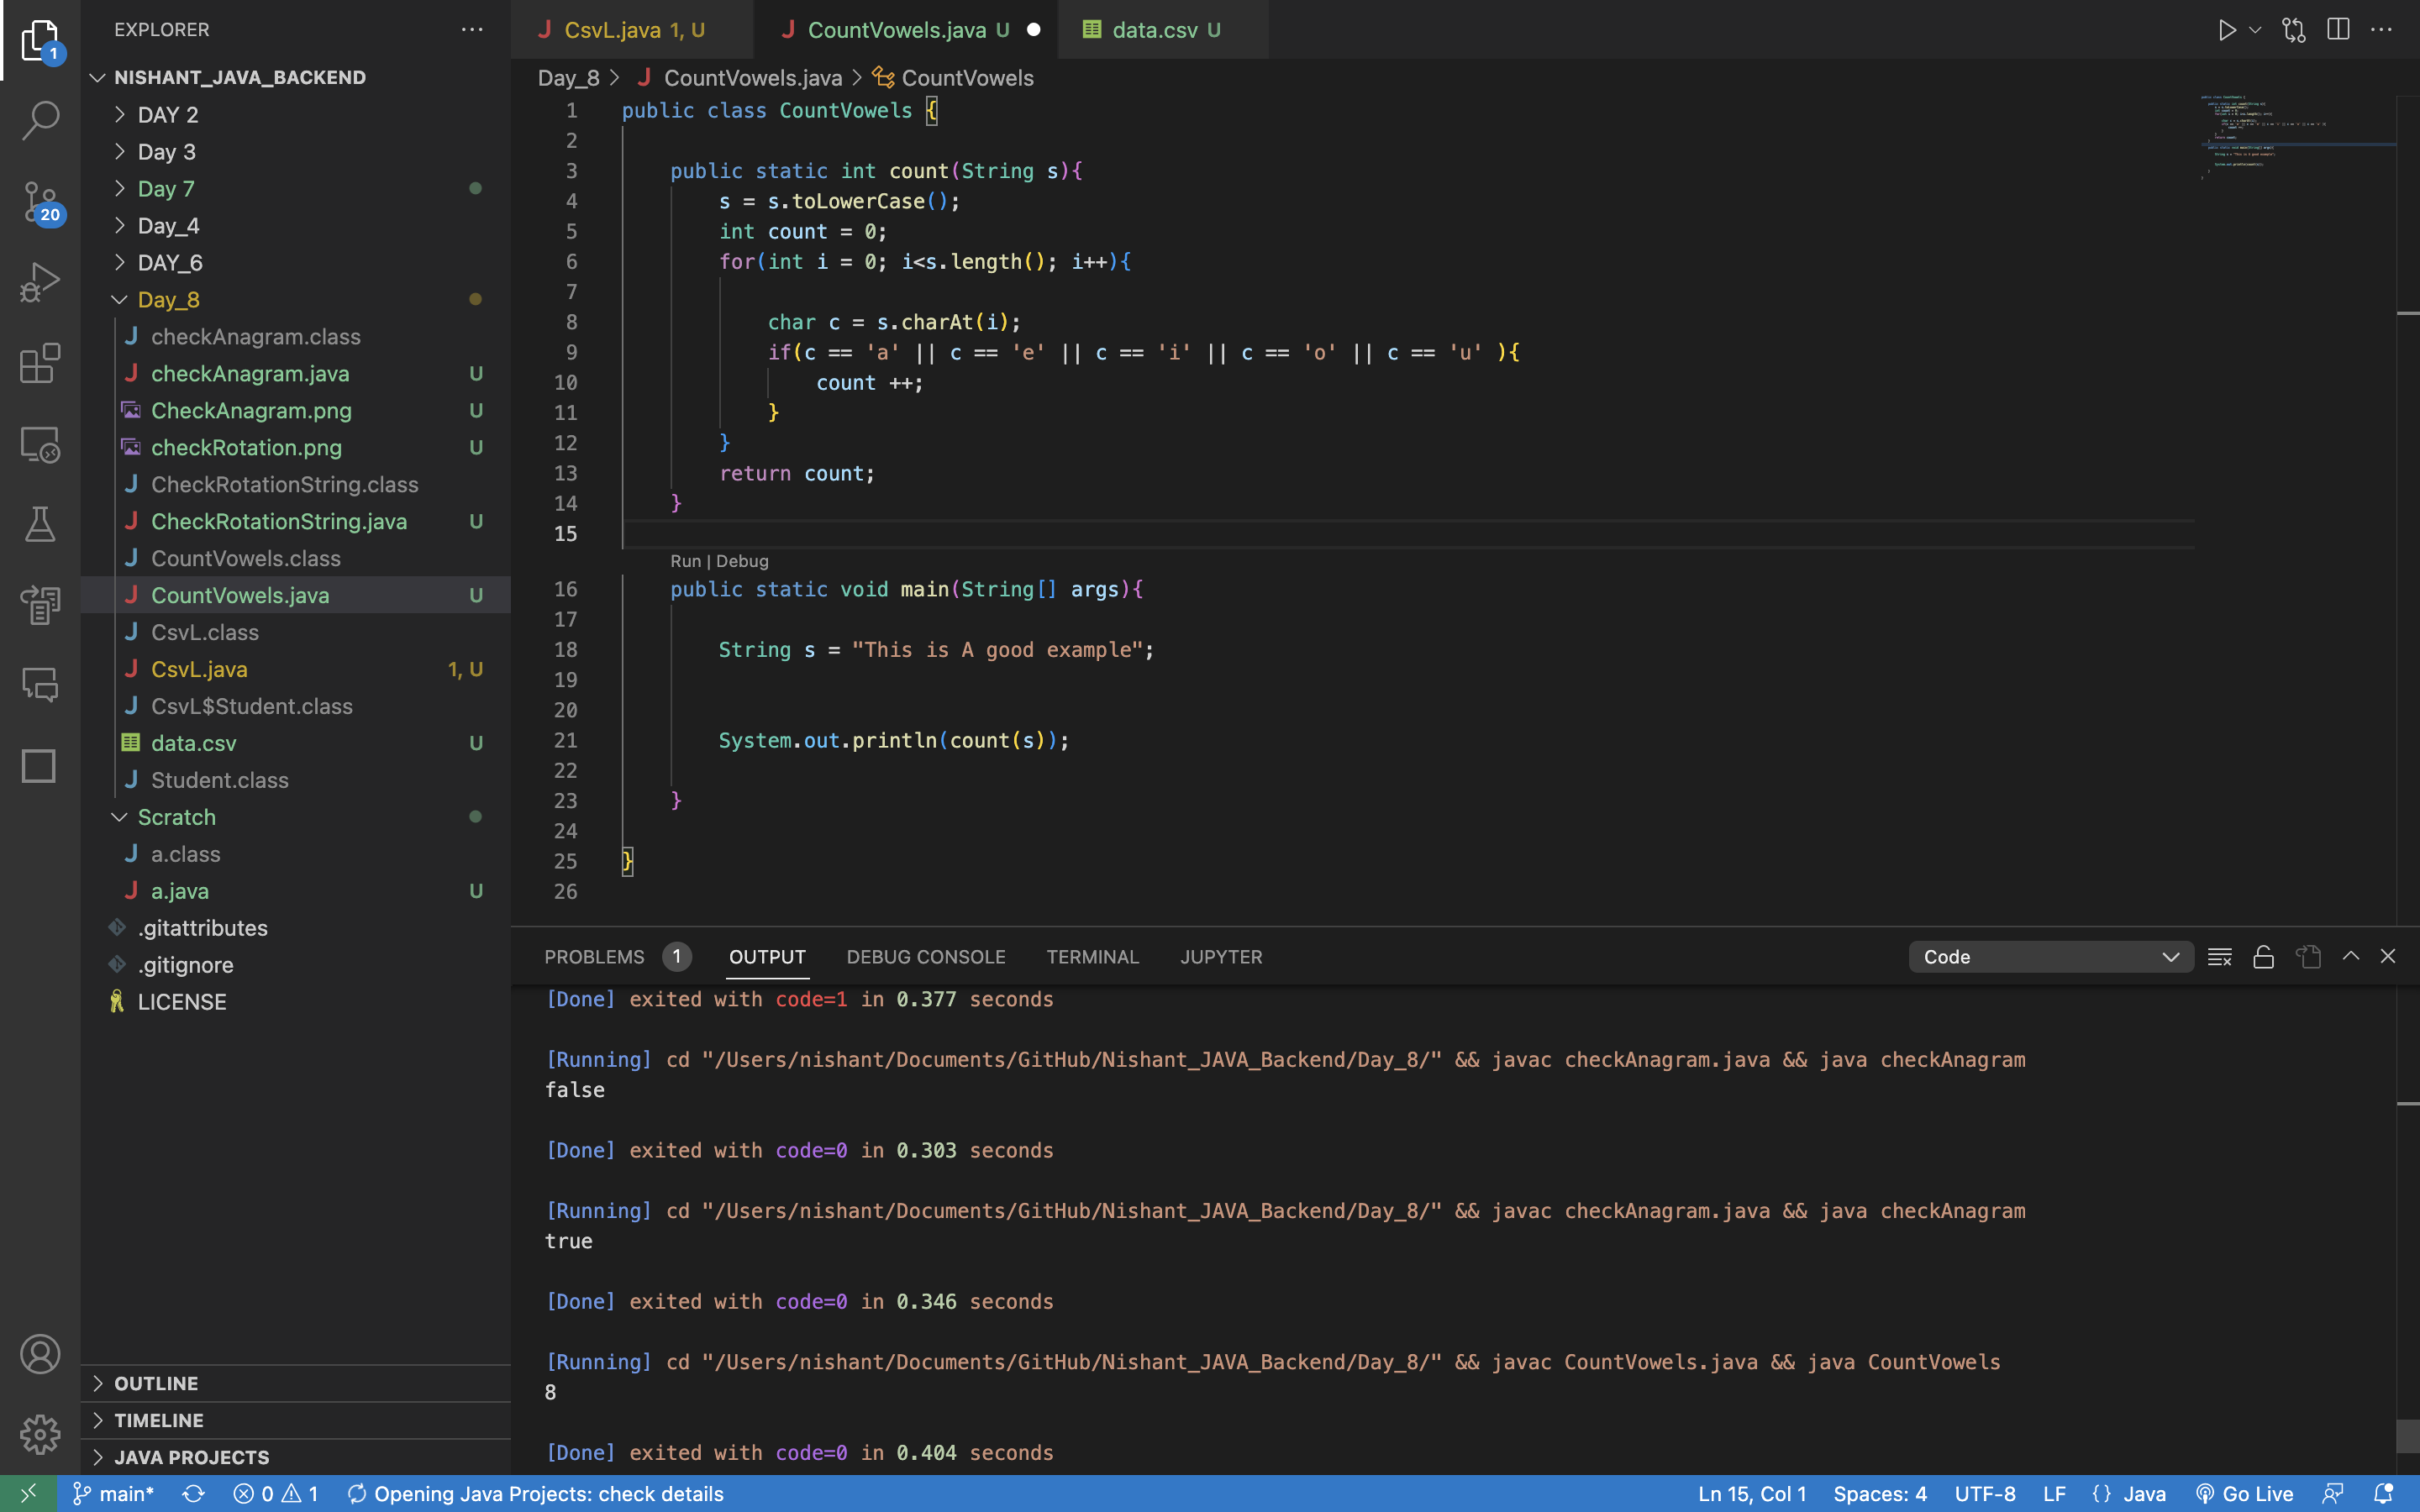 EXPLORER
1
20
NISHANT_JAVA_BACKEND
DAY 2
Day 3
Day 7
Day_4
DAY_6
Day_8
checkAnagram.class
checkAnagram.java U
CheckAnagram.png U
checkRotation.png U
CheckRotationString.class
CheckRotationString.java U
CountVowels.class
CountVowels.java U
CsvL.class
CsvL.java 1, U
CsvL$Student.class
data.csv U
Student.class
Scratch
a.class
a.java U
.gitattributes
.gitignore
LICENSE
OUTLINE
TIMELINE
JAVA PROJECTS
CsvL.java 1, U
CountVowels.java U
data.csv U
Day_8 > CountVowels.java > CountVowels
1 public class CountVowels {
2
3 public static int count(String s){
4 s = s.toLowerCase();
5 int count = 0;
6 for(int i = 0; i<s.length(); i++){
7
8 char c = s.charAt(i);
9 if(c == 'a' || c == 'e' || c == 'i' || c == 'o' || c == 'u' ){
10 count ++;
11 }
12 }
13 return count;
14 }
15
Run | Debug
16 public static void main(String[] args){
17
18 String s = "This is A good example";
19
20
21 System.out.println(count(s));
22
23 }
24
25 }
26
PROBLEMS 1 OUTPUT DEBUG CONSOLE TERMINAL JUPYTER Code
[Done] exited with code=1 in 0.377 seconds
[Running] cd "/Users/nishant/Documents/GitHub/Nishant_JAVA_Backend/Day_8/" && javac checkAnagram.java && java checkAnagram
false
[Done] exited with code=0 in 0.303 seconds
[Running] cd "/Users/nishant/Documents/GitHub/Nishant_JAVA_Backend/Day_8/" && javac checkAnagram.java && java checkAnagram
true
[Done] exited with code=0 in 0.346 seconds
[Running] cd "/Users/nishant/Documents/GitHub/Nishant_JAVA_Backend/Day_8/" && javac CountVowels.java && java CountVowels
8
[Done] exited with code=0 in 0.404 seconds
main* 0 1 Opening Java Projects: check details Ln 15, Col 1 Spaces: 4 UTF-8 LF {} Java Go Live